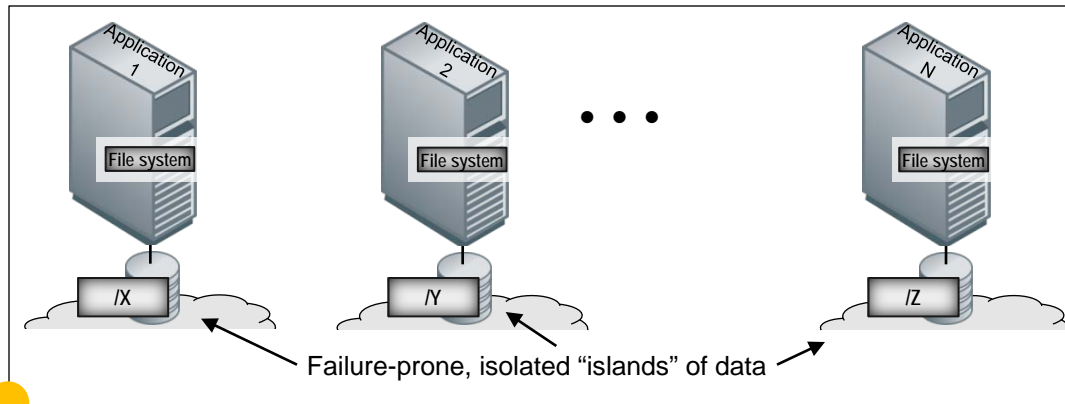 Application
1
Application
2
Application
N
• • •
File system
File system
File system
/X
/Y
/Z
Failure-prone, isolated “islands” of data